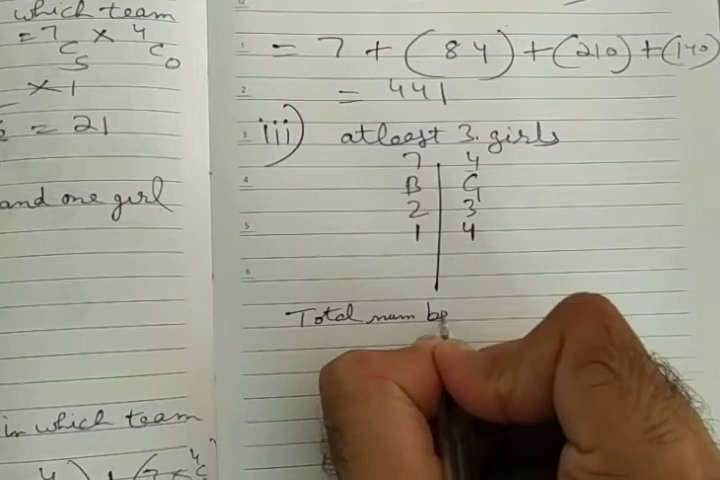 which team
= 7C5 × 4C0
× 1
= 21
and one girl
in which team
= 7 + (84) + (210) + (140)
= 441
iii) atleast 3. girls
7 4
B G
2 3
1 4
Total num be